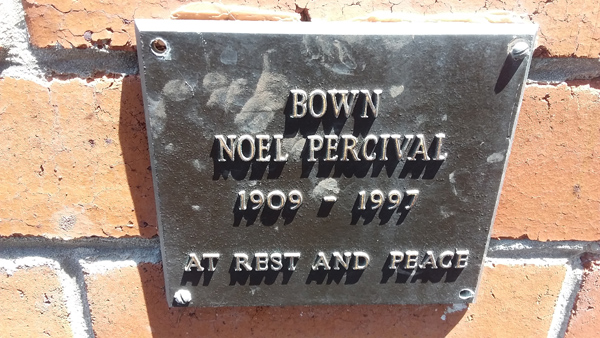 BOWN
NOEL PERCIVAL
1909 - 1997
AT REST AND PEACE